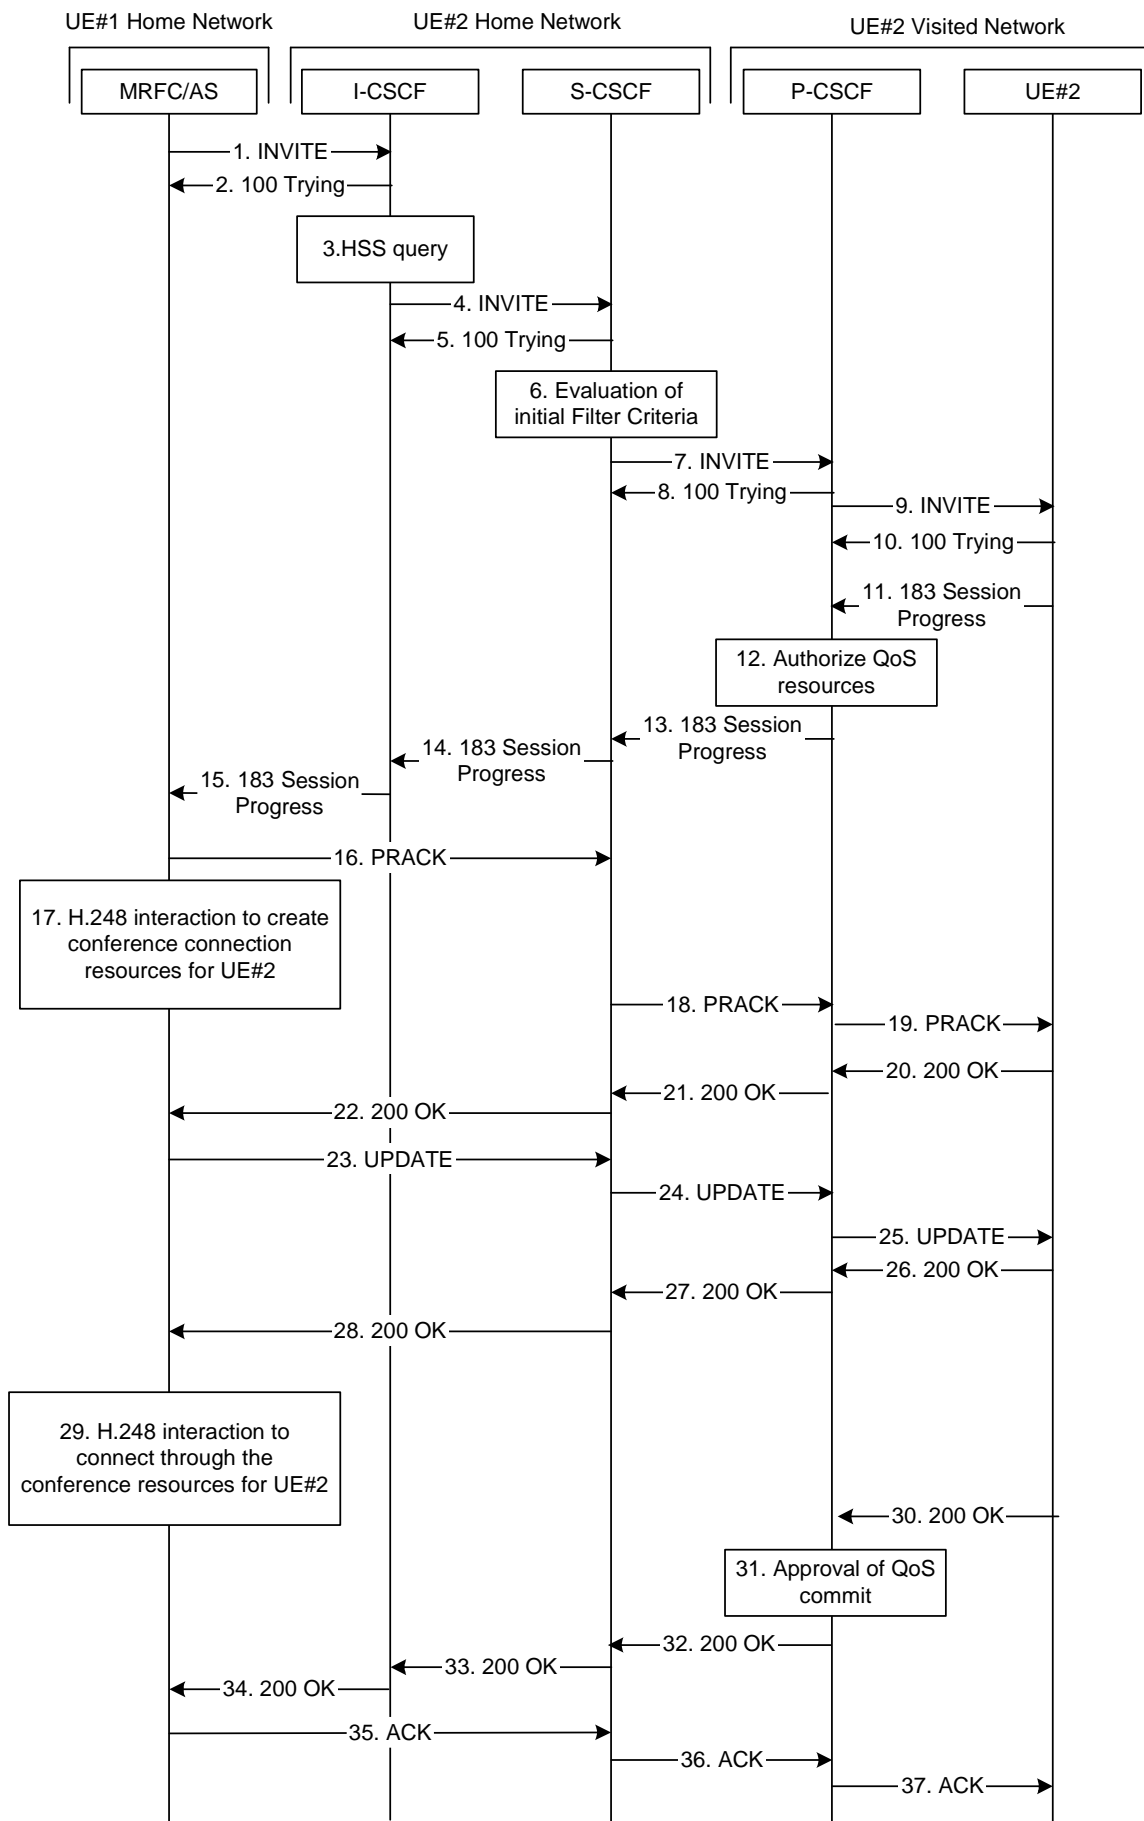 UE#1 Home Network
UE#2 Home Network
UE#2 Visited Network
MRFC/AS
I-CSCF
S-CSCF
P-CSCF
UE#2
1. INVITE
2. 100 Trying
3.HSS query
4. INVITE
5. 100 Trying
6. Evaluation of
initial Filter Criteria
7. INVITE
8. 100 Trying
9. INVITE
10. 100 Trying
11. 183 Session
Progress
12. Authorize QoS
resources
13. 183 Session
Progress
14. 183 Session
Progress
15. 183 Session
Progress
16. PRACK
17. H.248 interaction to create
conference connection
resources for UE#2
18. PRACK
19. PRACK
20. 200 OK
21. 200 OK
22. 200 OK
23. UPDATE
24. UPDATE
25. UPDATE
26. 200 OK
27. 200 OK
28. 200 OK
29. H.248 interaction to
connect through the
conference resources for UE#2
30. 200 OK
31. Approval of QoS
commit
32. 200 OK
33. 200 OK
34. 200 OK
35. ACK
36. ACK
37. ACK